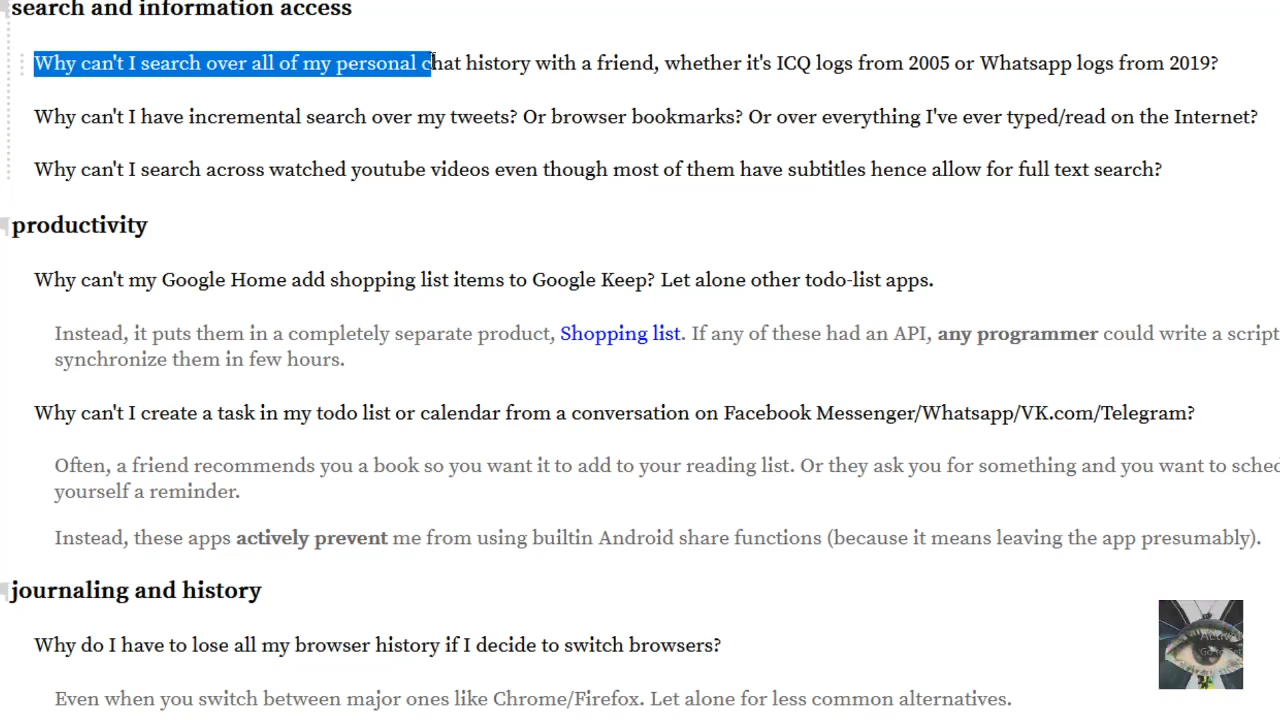 search and information access
Why can't I search over all of my personal chat history with a friend, whether it's ICQ logs from 2005 or Whatsapp logs from 2019?
Why can't I have incremental search over my tweets? Or browser bookmarks? Or over everything I've ever typed/read on the Internet?
Why can't I search across watched youtube videos even though most of them have subtitles hence allow for full text search?
productivity
Why can't my Google Home add shopping list items to Google Keep? Let alone other todo-list apps.
Instead, it puts them in a completely separate product, Shopping list. If any of these had an API, any programmer could write a script
synchronize them in few hours.
Why can't I create a task in my todo list or calendar from a conversation on Facebook Messenger/Whatsapp/VK.com/Telegram?
Often, a friend recommends you a book so you want it to add to your reading list. Or they ask you for something and you want to sched
yourself a reminder.
Instead, these apps actively prevent me from using builtin Android share functions (because it means leaving the app presumably).
journaling and history
Why do I have to lose all my browser history if I decide to switch browsers?
Even when you switch between major ones like Chrome/Firefox. Let alone for less common alternatives.